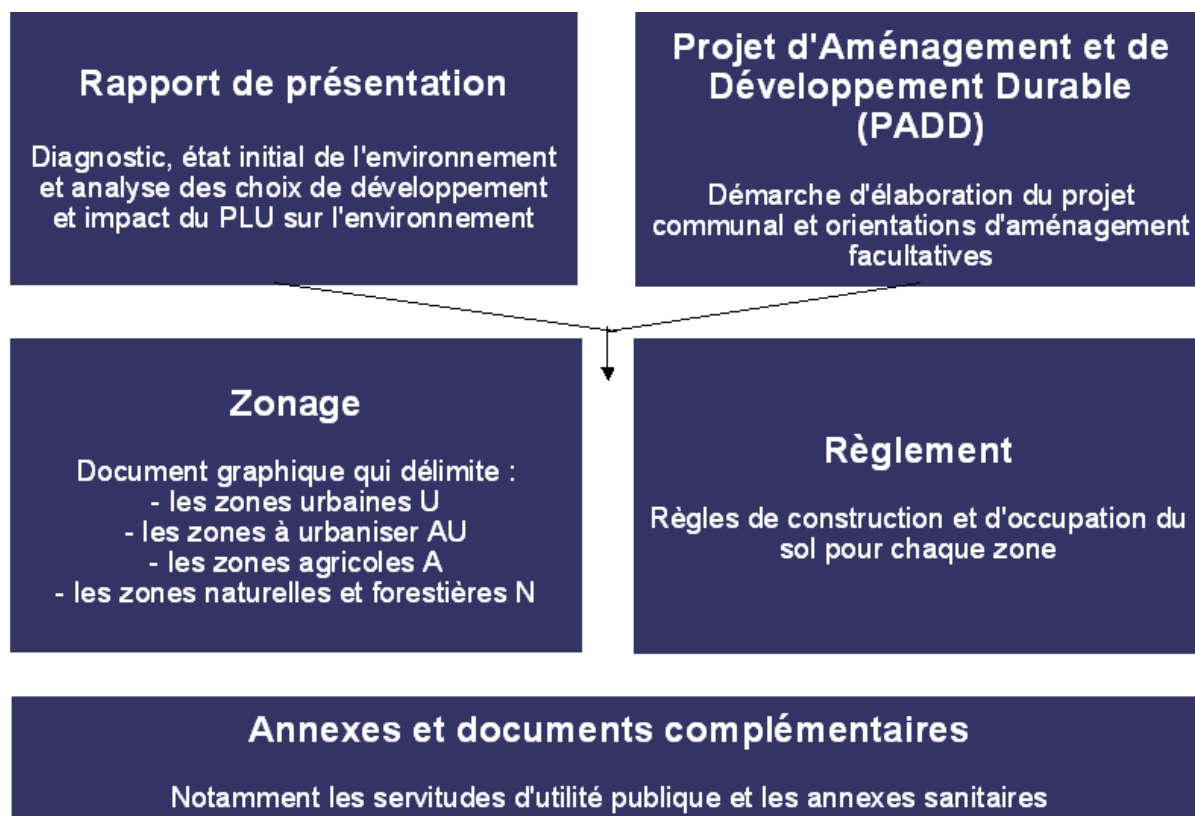 Rapport de présentation
Diagnostic, état initial de l'environnement
et analyse des choix de développement
et impact du PLU sur l'environnement
Projet d'Aménagement et de
Développement Durable
(PADD)
Démarche d'élaboration du projet
communal et orientations d'aménagement
facultatives
Zonage
Document graphique qui délimite :
- les zones urbaines U
- les zones à urbaniser AU
- les zones agricoles A
- les zones naturelles et forestières N
Règlement
Règles de construction et d'occupation du
sol pour chaque zone
Annexes et documents complémentaires
Notamment les servitudes d'utilité publique et les annexes sanitaires